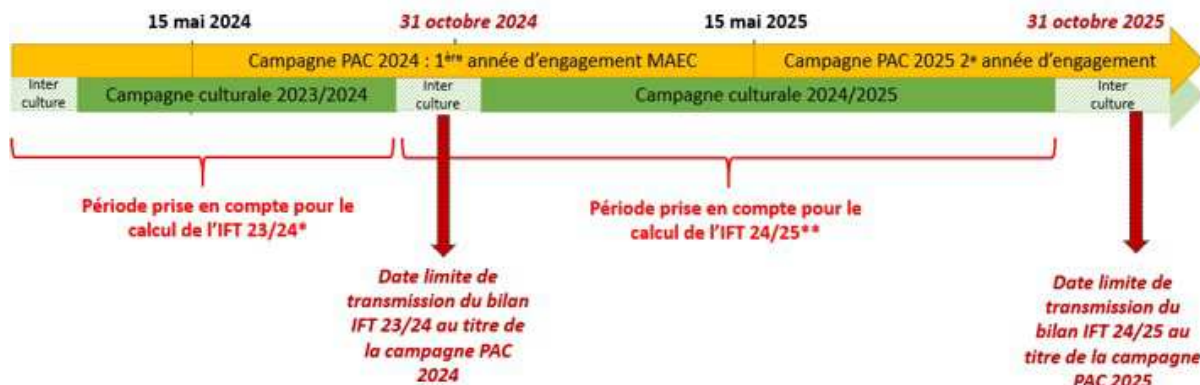 15 mai 2024
31 octobre 2024
15 mai 2025
31 octobre 2025
Campagne PAC 2024 : 1ère année d'engagement MAEC
Campagne PAC 2025 2e année d'engagement
Inter
culture
Campagne culturale 2023/2024
Inter
culture
Campagne culturale 2024/2025
Inter
culture
Période prise en compte pour le
calcul de l'IFT 23/24*
Période prise en compte pour le
calcul de l'IFT 24/25**
Date limite de
transmission du bilan
IFT 23/24 au titre de
la campagne PAC
2024
Date limite de
transmission du
bilan IFT 24/25 au
titre de la campagne
PAC 2025